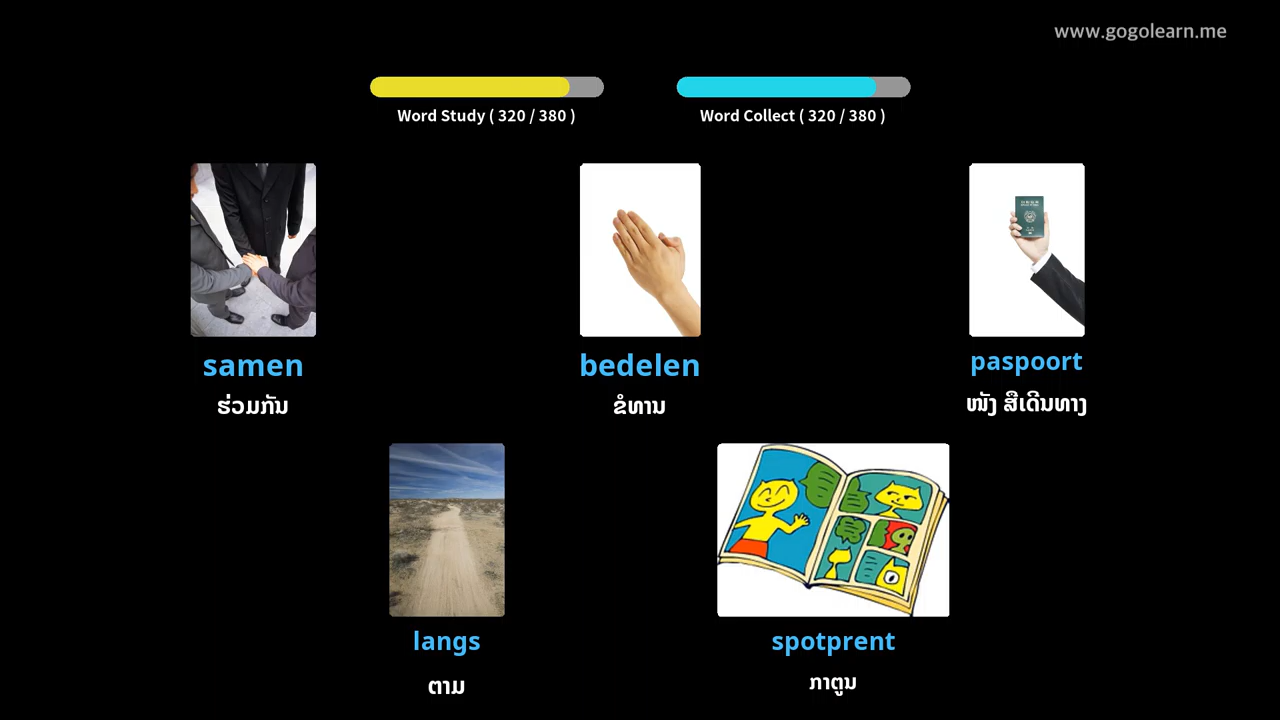 www.gogolearn.me
Word Study ( 320 / 380 )
Word Collect ( 320 / 380 )
samen
ຮ່ວມກັນ
bedelen
ຂໍທານ
paspoort
ໜັງ ສືເດີນທາງ
langs
ຕາມ
spotprent
ກາຕູນ